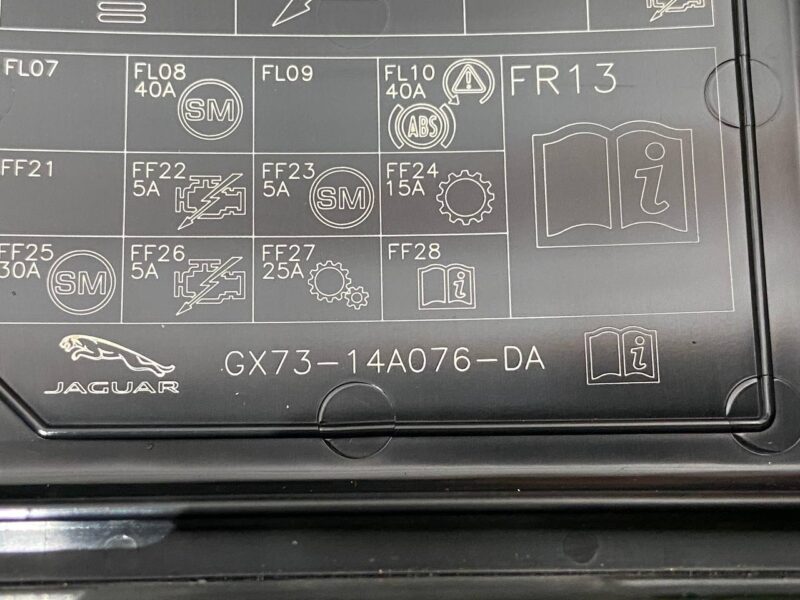 FL07 FL08 40A SM FL09 FL10 40A ABS FR13
FF21 FF22 5A FF23 5A SM FF24 15A i
FF25 30A SM FF26 5A FF27 25A FF28 i
JAGUAR GX73-14A076-DA i